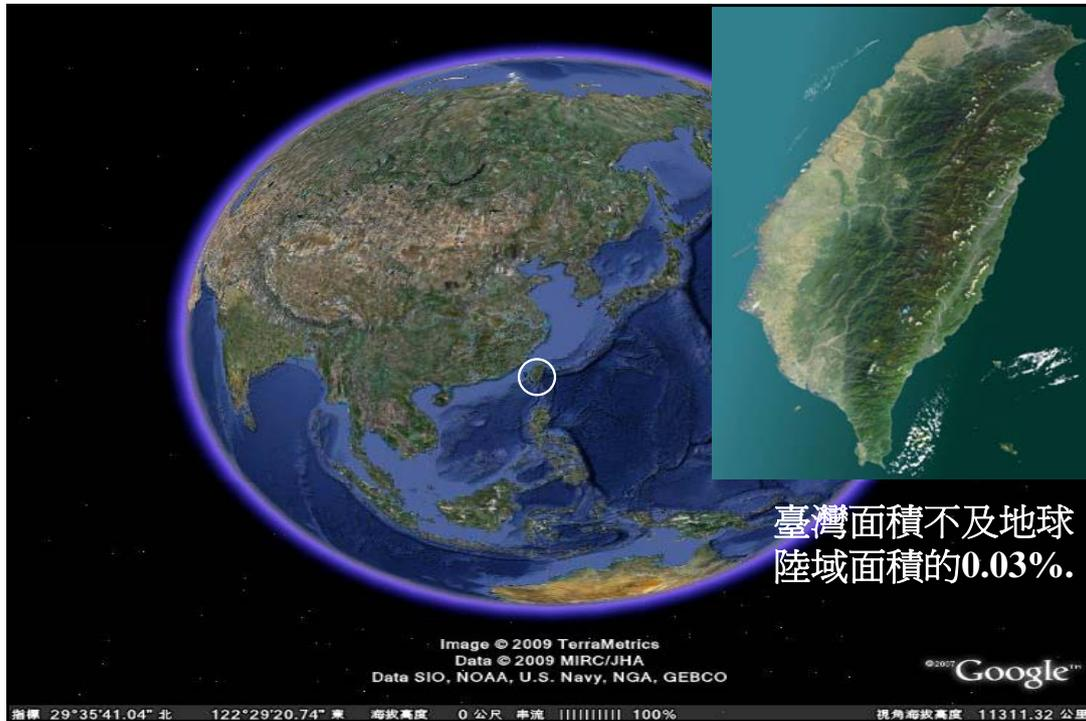 臺灣面積不及地球
陸域面積的0.03%.
Image © 2009 TerraMetrics
Data © 2009 MIRC/JHA
Data SIO, NOAA, U.S. Navy, NGA, GEBCO
©2007 Google™
指標 29°35'41.04" 北 122°29'20.74" 東 海拔高度 0 公尺 串流 |||||||||| 100% 視角海拔高度 11311.32 公里